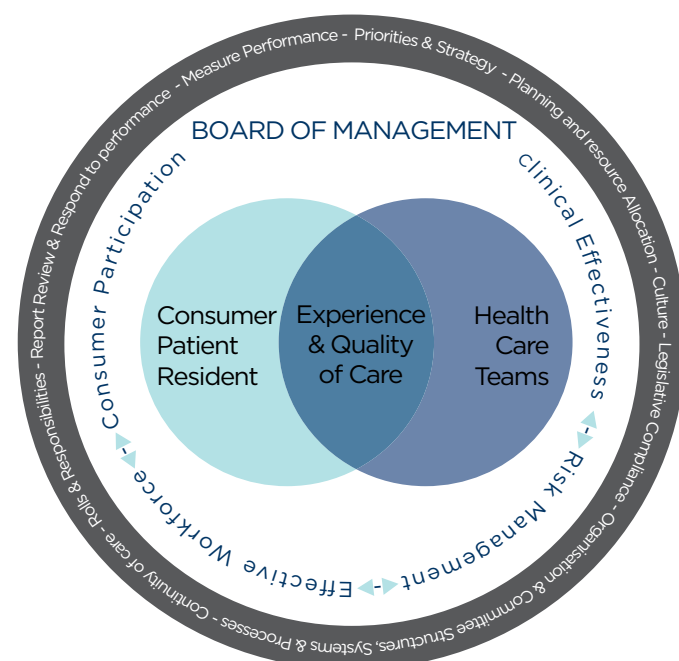 Measure Performance - Priorities & Strategy - Planning and resource Allocation - Culture - Legislative Compliance - Organisation & Committee Structures, Systems & Processes - Continuity of care - Rolls & Responsibilities - Report Review & Respond to performance -
BOARD OF MANAGEMENT
clinical Effectiveness - Risk Management - Effective Workforce - Consumer Participation
Consumer
Patient
Resident
Experience
& Quality
of Care
Health
Care
Teams